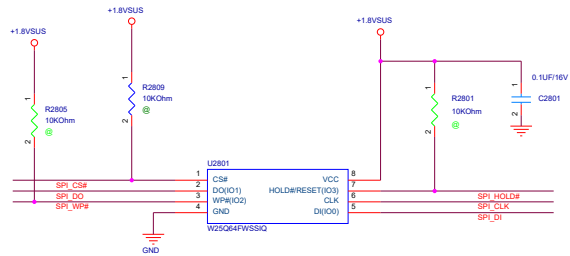 +1.8VSUS
+1.8VSUS
+1.8VSUS
1
R2805
10KOhm
@
2
1
R2809
10KOhm
@
2
1
R2801
10KOhm
@
2
0.1UF/16V
1
C2801
2
U2801
1 CS# VCC 8
2 DO(IO1) HOLD#/RESET(IO3) 7
3 WP#(IO2) CLK 6
4 GND DI(IO0) 5
W25Q64FWSSIQ
SPI_CS#
SPI_DO
SPI_WP#
SPI_HOLD#
SPI_CLK
SPI_DI
GND